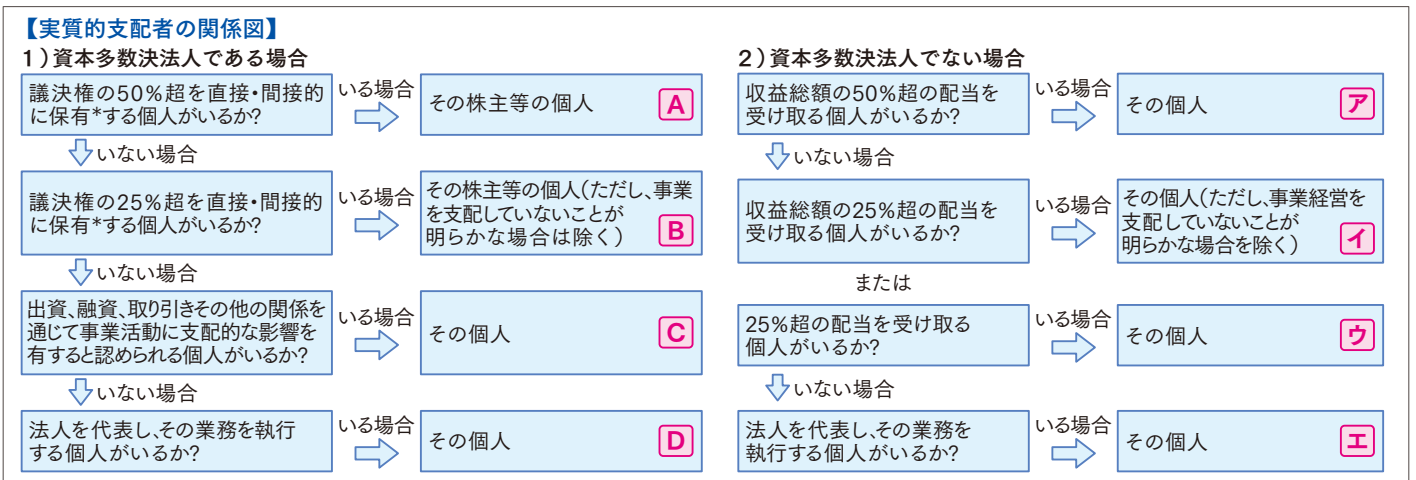 【実質的支配者の関係図】
1)資本多数決法人である場合
議決権の50%超を直接・間接的
に保有*する個人がいるか?
いる場合
その株主等の個人
A
いない場合
議決権の25%超を直接・間接的
に保有*する個人がいるか?
いる場合
その株主等の個人(ただし、事業
を支配していないことが
明らかな場合は除く)
B
いない場合
出資、融資、取り引きその他の関係を
通じて事業活動に支配的な影響を
有すると認められる個人がいるか?
いる場合
その個人
C
いない場合
法人を代表し、その業務を執行
する個人がいるか?
いる場合
その個人
D
2)資本多数決法人でない場合
収益総額の50%超の配当を
受け取る個人がいるか?
いる場合
その個人
ア
いない場合
収益総額の25%超の配当を
受け取る個人がいるか?
いる場合
その個人(ただし、事業経営を
支配していないことが
明らかな場合を除く)
イ
または
25%超の配当を受け取る
個人がいるか?
いる場合
その個人
ウ
いない場合
法人を代表し、その業務を
執行する個人がいるか?
いる場合
その個人
エ